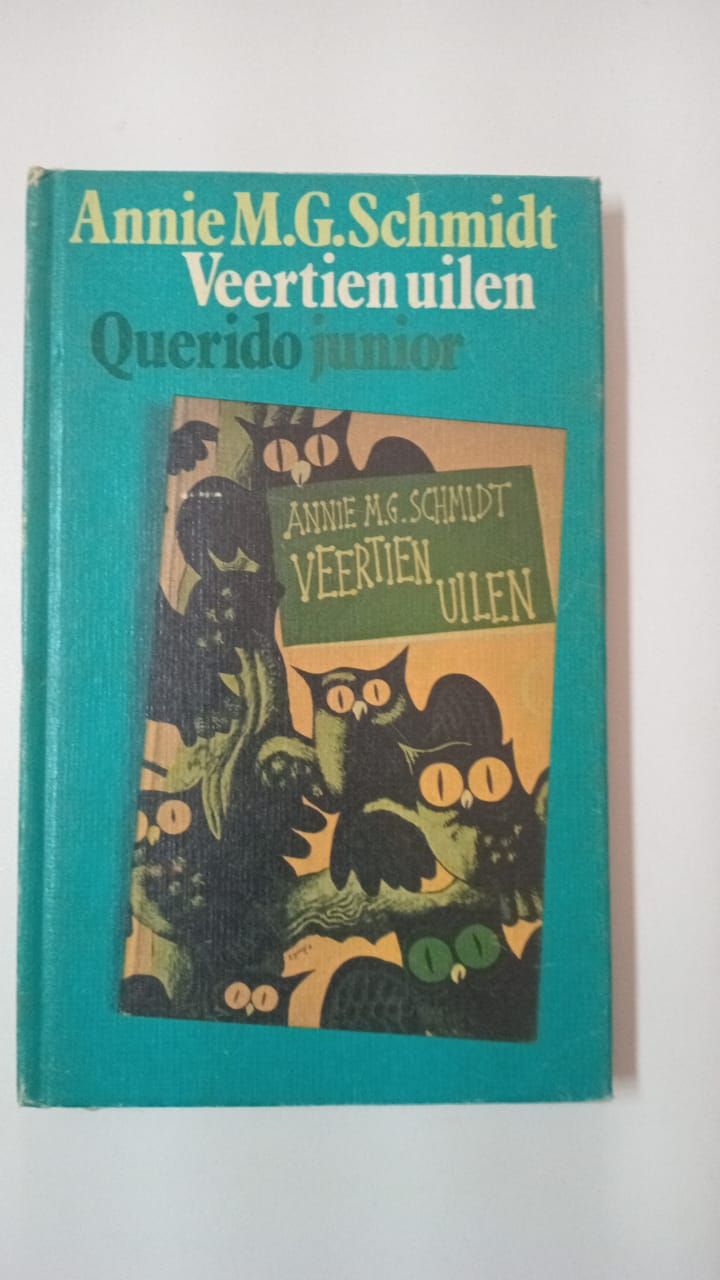 Annie M.G. Schmidt
Veertien uilen
Querido junior
ANNIE M.G. SCHMIDT
VEERTIEN
UILEN